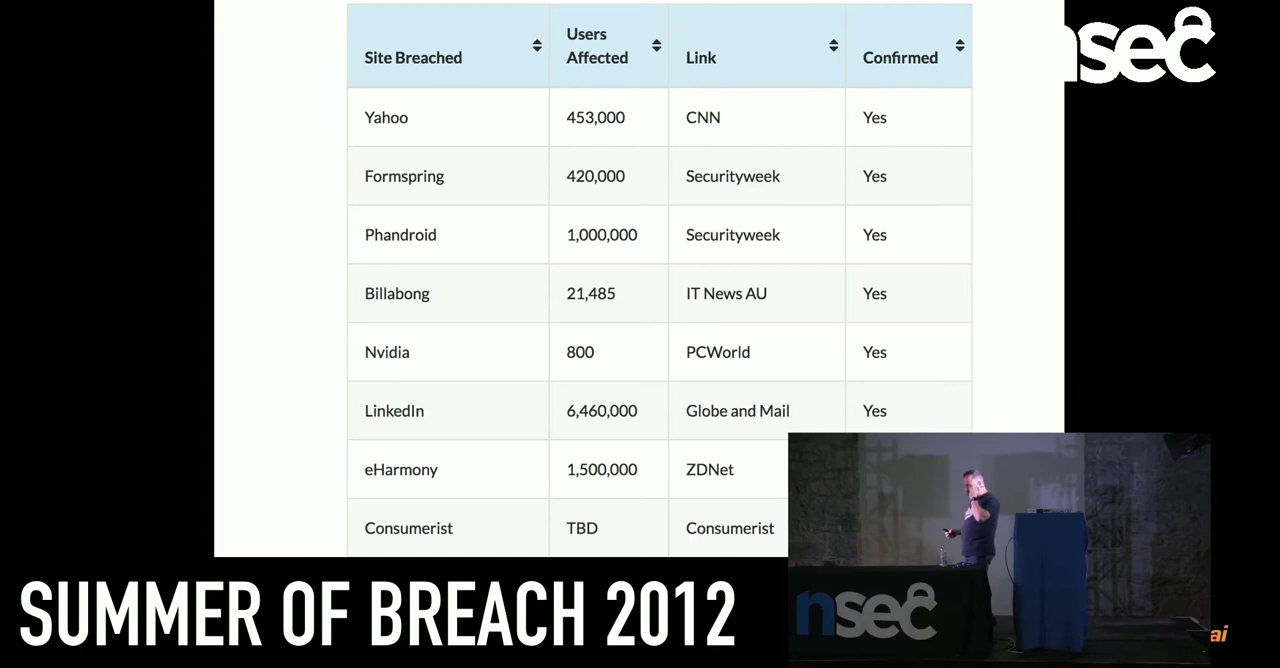 nsec
Site Breached Users Affected Link Confirmed
Yahoo 453,000 CNN Yes
Formspring 420,000 Securityweek Yes
Phandroid 1,000,000 Securityweek Yes
Billabong 21,485 IT News AU Yes
Nvidia 800 PCWorld Yes
LinkedIn 6,460,000 Globe and Mail Yes
eHarmony 1,500,000 ZDNet
Consumerist TBD Consumerist
nsec
SUMMER OF BREACH 2012
ai